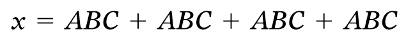 x = ABC + ABC + ABC + ABC